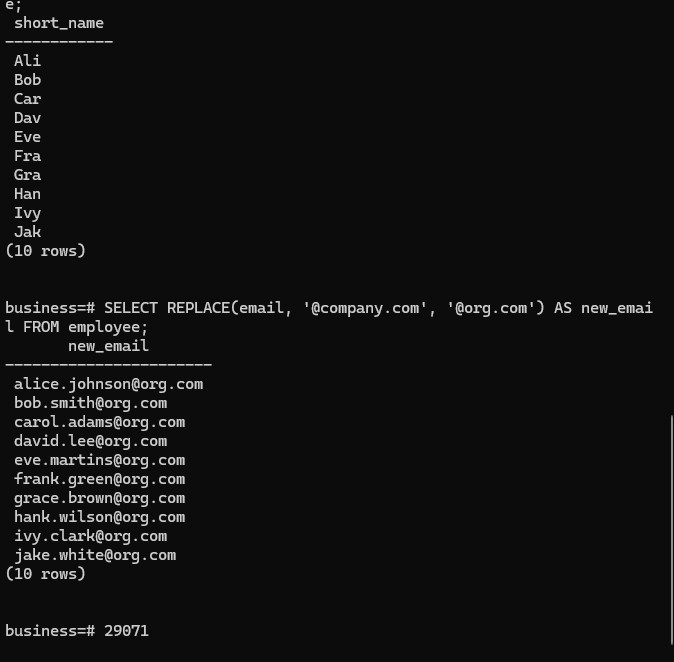 e;
short_name
------------
Ali
Bob
Car
Dav
Eve
Fra
Gra
Han
Ivy
Jak
(10 rows)
business=# SELECT REPLACE(email, '@company.com', '@org.com') AS new_emai
l FROM employee;
new_email
-----------------------
alice.johnson@org.com
bob.smith@org.com
carol.adams@org.com
david.lee@org.com
eve.martins@org.com
frank.green@org.com
grace.brown@org.com
hank.wilson@org.com
ivy.clark@org.com
jake.white@org.com
(10 rows)
business=# 29071